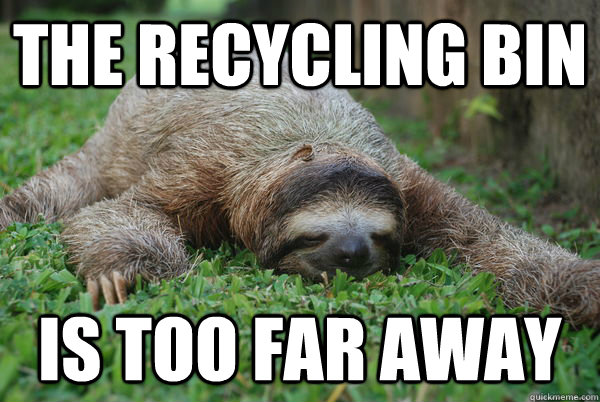 THE RECYCLING BIN
IS TOO FAR AWAY
quickmeme.com